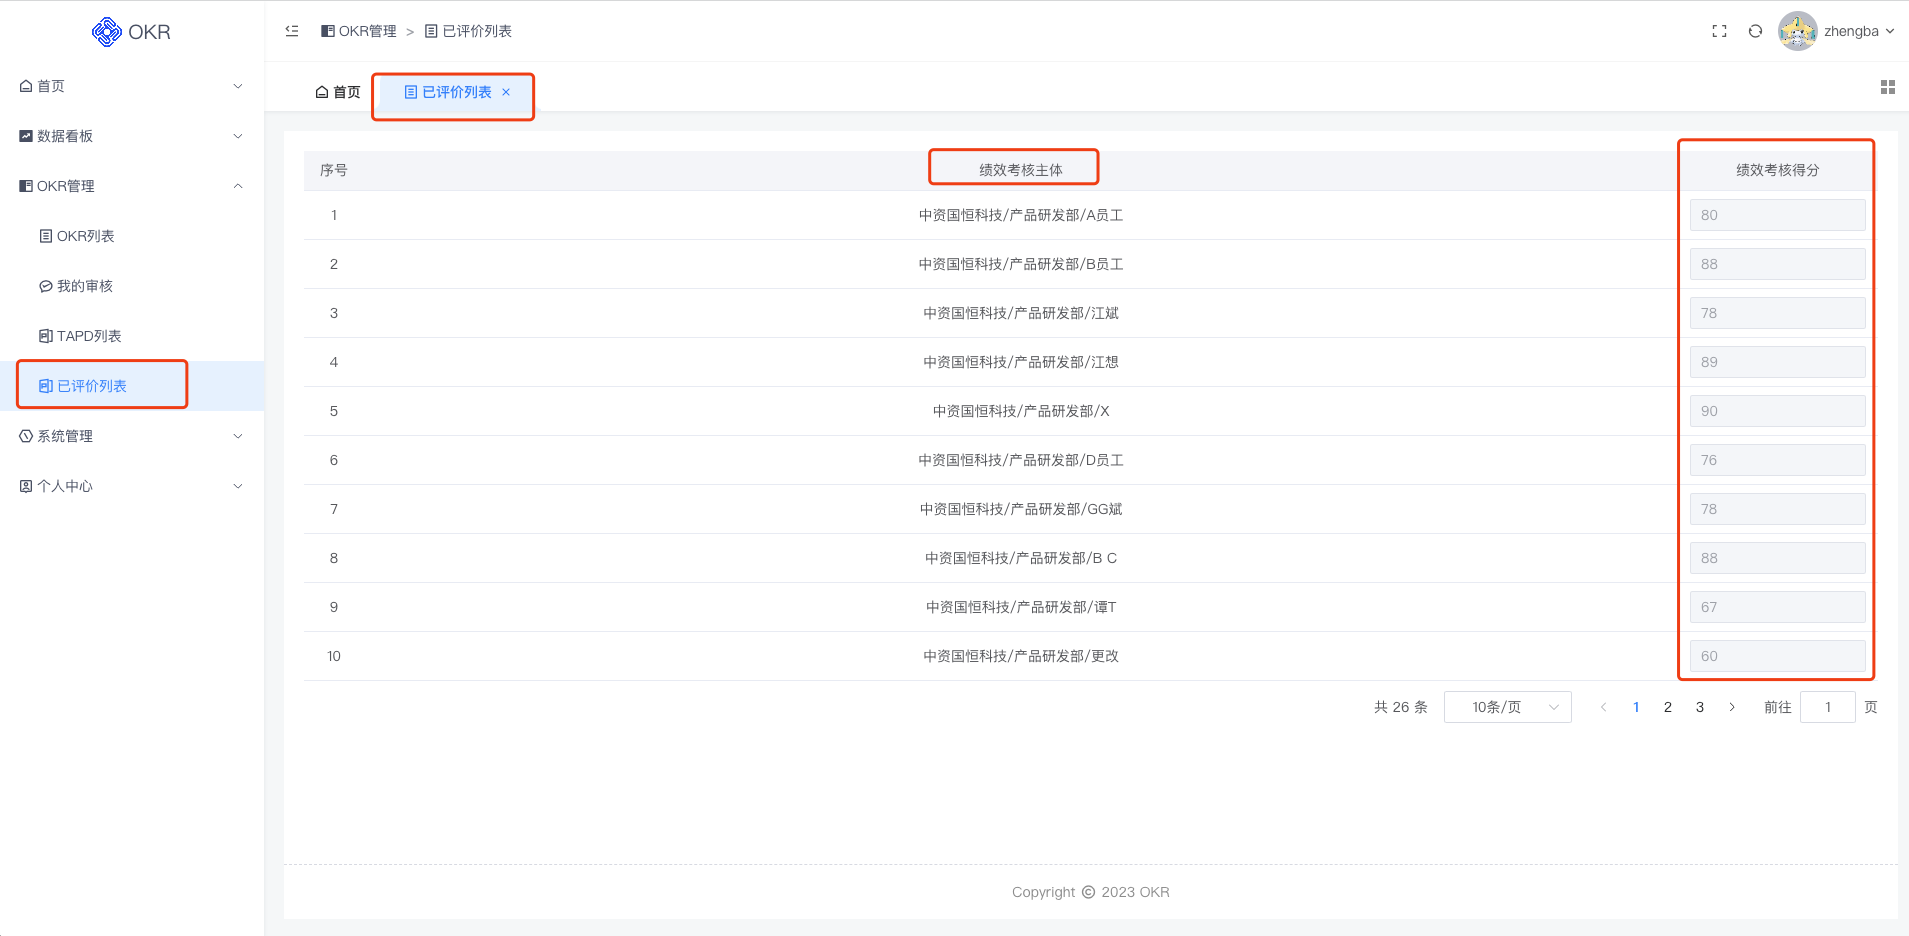 OKR
首页
数据看板
OKR管理
OKR列表
我的审核
TAPD列表
已评价列表
系统管理
个人中心
OKR管理 > 已评价列表
zhengba
首页
已评价列表 ×
序号 绩效考核主体 绩效考核得分
1 中资国恒科技/产品研发部/A员工 80
2 中资国恒科技/产品研发部/B员工 88
3 中资国恒科技/产品研发部/江斌 78
4 中资国恒科技/产品研发部/江想 89
5 中资国恒科技/产品研发部/X 90
6 中资国恒科技/产品研发部/D员工 76
7 中资国恒科技/产品研发部/GG斌 78
8 中资国恒科技/产品研发部/B C 88
9 中资国恒科技/产品研发部/谭T 67
10 中资国恒科技/产品研发部/更改 60
共 26 条 10条/页 < 1 2 3 > 前往 1 页
Copyright © 2023 OKR